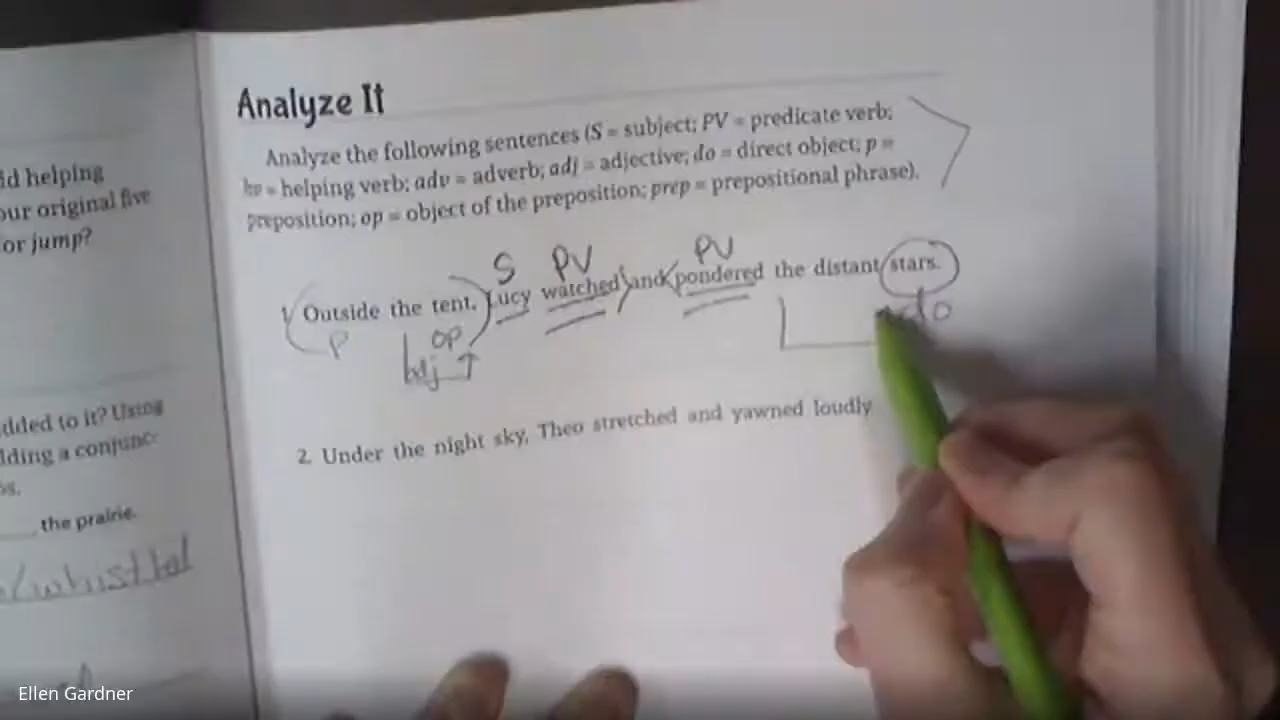 Analyze It
Analyze the following sentences (S = subject; PV = predicate verb;
hv = helping verb; adv = adverb; adj = adjective; do = direct object; p =
preposition; op = object of the preposition; prep = prepositional phrase).
S PV PV
1. Outside the tent, Lucy watched and pondered the distant stars.
p op do
adj
2. Under the night sky, Theo stretched and yawned loudly
helping
our original five
or jump?
added to it? Using
a conjunc-
the prairie.
Ellen Gardner